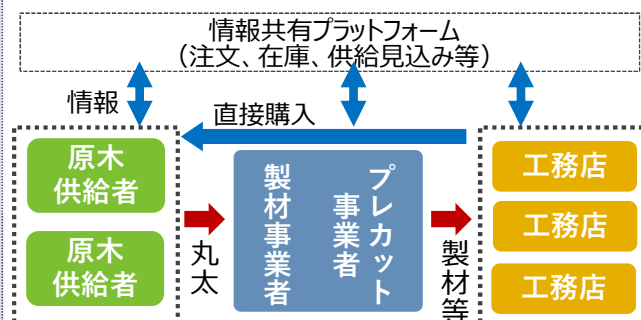 情報共有プラットフォーム
（注文、在庫、供給見込み等）
情報
直接購入
原木
供給者
原木
供給者
丸太
製材事業者
プレカット
事業者
製材等
工務店
工務店
工務店